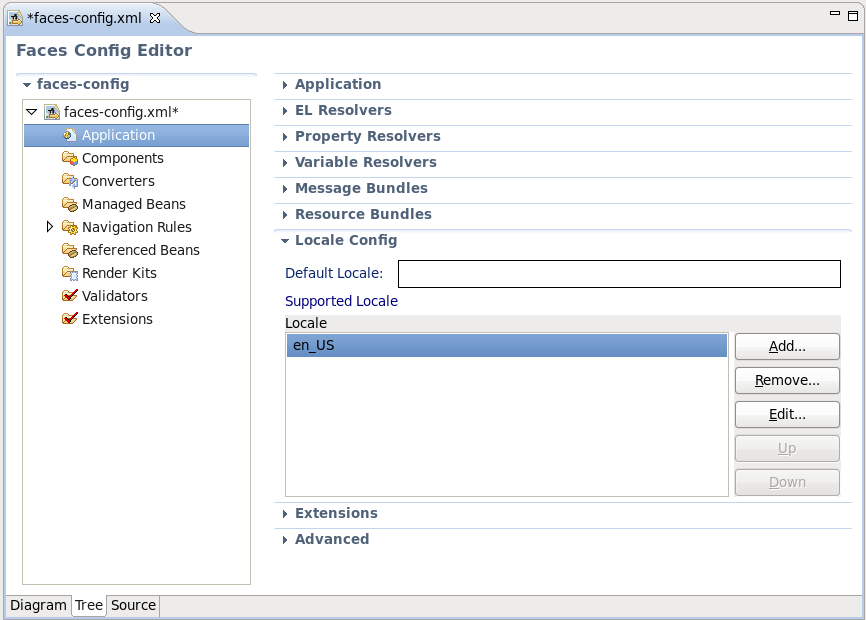 *faces-config.xml
Faces Config Editor
faces-config
faces-config.xml*
Application
Components
Converters
Managed Beans
Navigation Rules
Referenced Beans
Render Kits
Validators
Extensions
Application
EL Resolvers
Property Resolvers
Variable Resolvers
Message Bundles
Resource Bundles
Locale Config
Default Locale:
Supported Locale
Locale
en_US
Add...
Remove...
Edit...
Up
Down
Extensions
Advanced
Diagram Tree Source